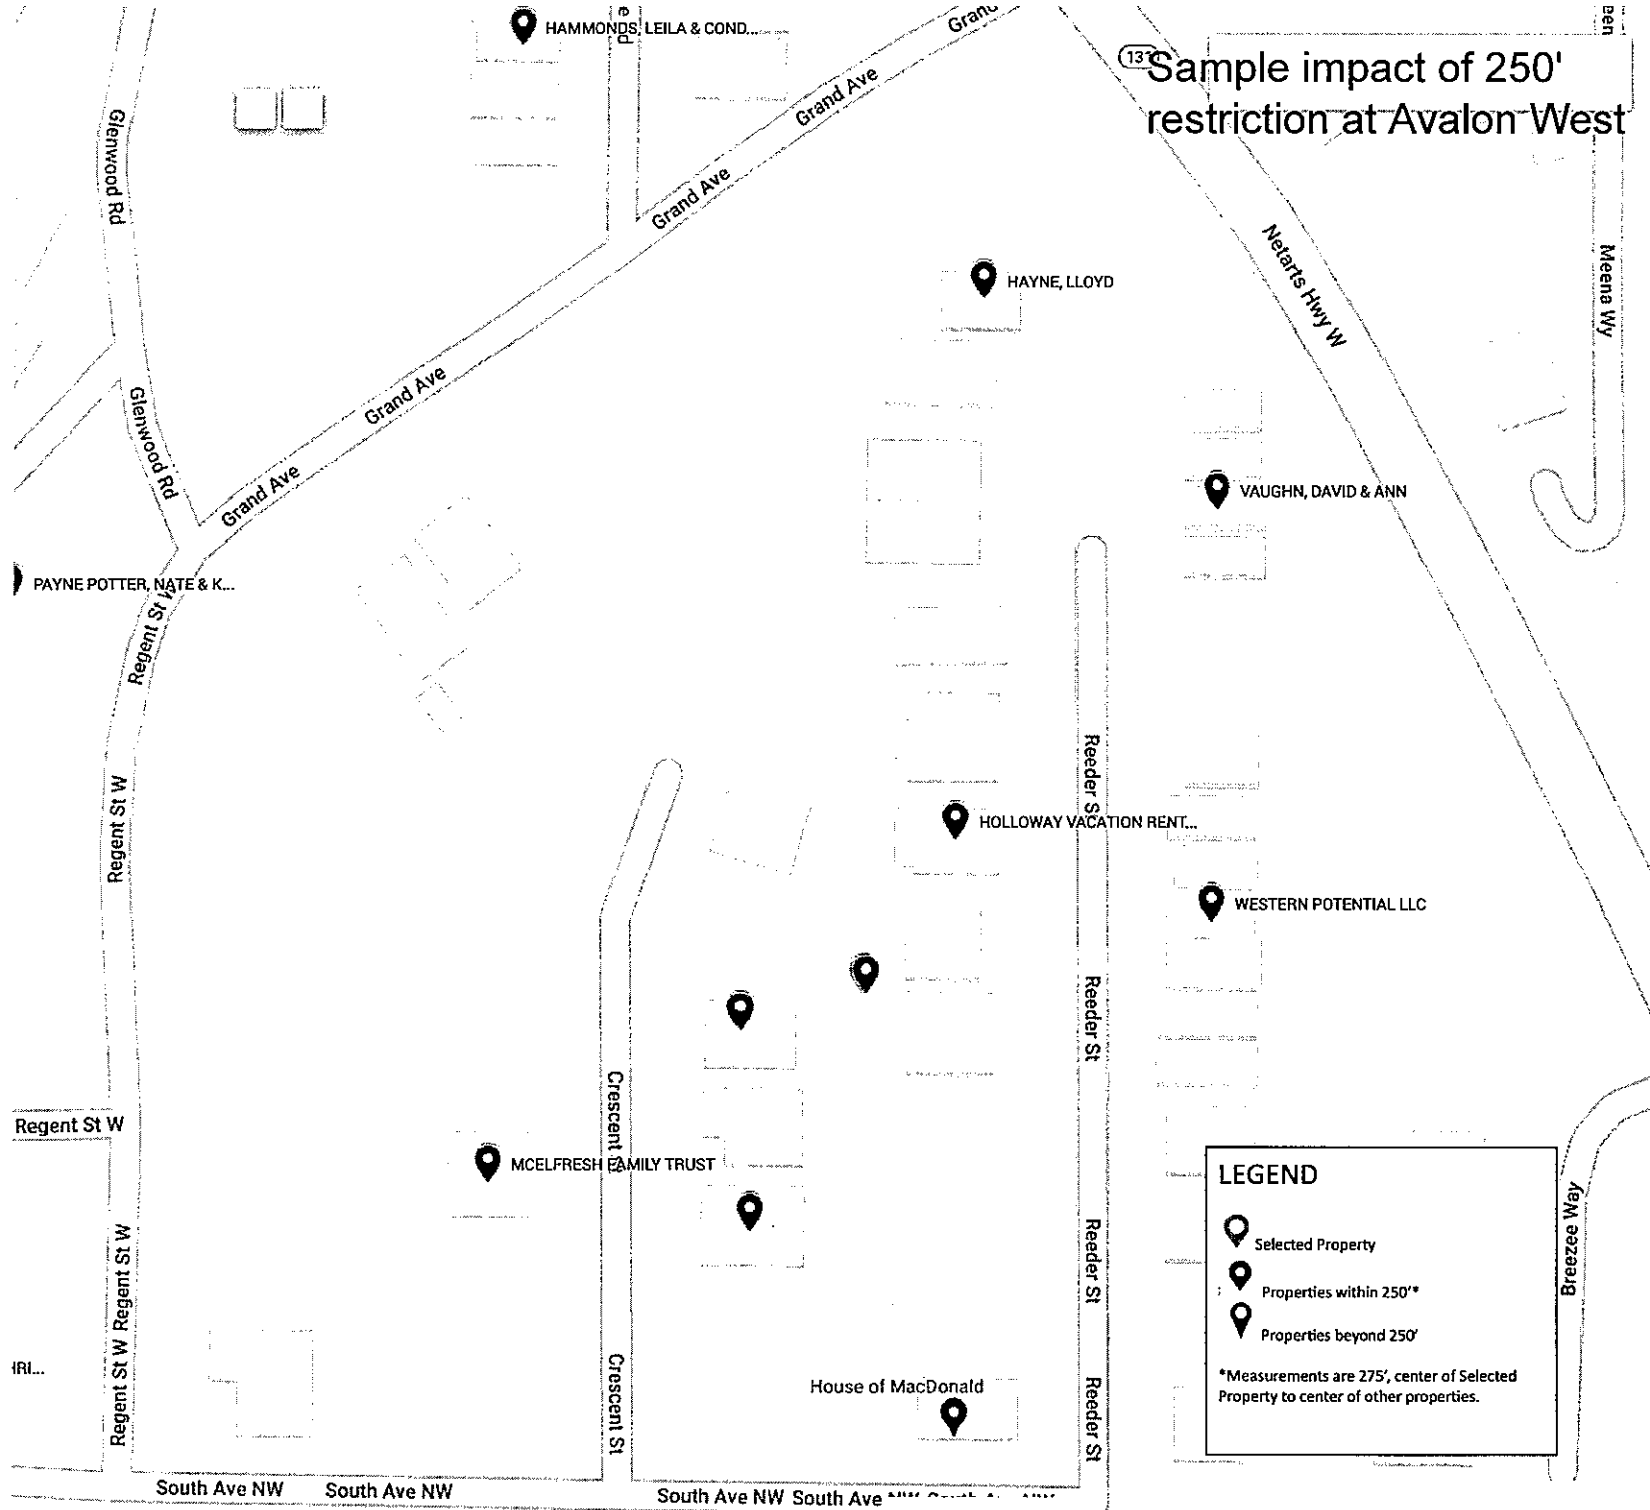 HAMMONDS, LEILA & COND...
Grand Ave
Sample impact of 250'
restriction at Avalon West
Glenwood Rd
Grand Ave
Netarts Hwy W
Meena Wy
HAYNE, LLOYD
Grand Ave
Glenwood Rd
Grand Ave
VAUGHN, DAVID & ANN
PAYNE POTTER, NATE & K...
Regent St W
Reeder St
Regent St W
HOLLOWAY VACATION RENT...
WESTERN POTENTIAL LLC
Reeder St
Crescent St
Regent St W
MCELFRESH FAMILY TRUST
LEGEND
Selected Property
Properties within 250'*
Properties beyond 250'
*Measurements are 275', center of Selected
Property to center of other properties.
Breezee Way
Regent St W
Reeder St
Regent St W
Crescent St
House of MacDonald
Reeder St
IRI...
South Ave NW
South Ave NW
South Ave NW
South Ave